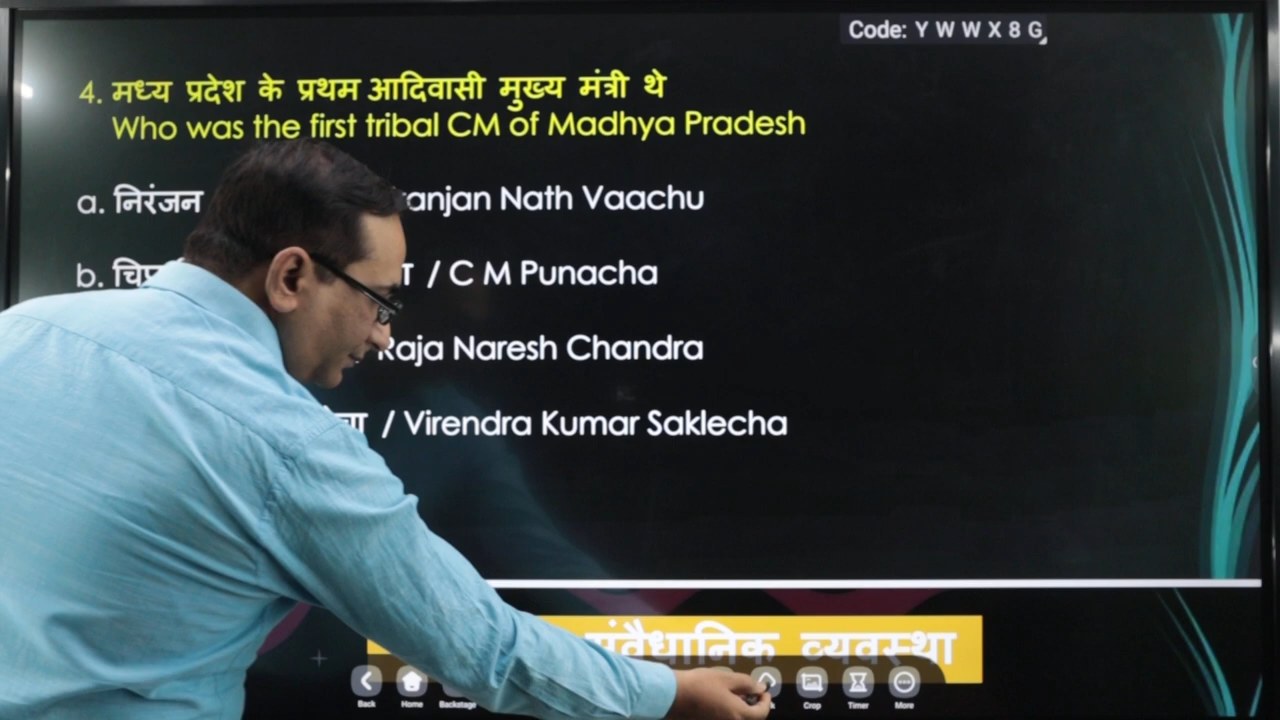 Code: Y W W X 8 G
4. मध्य प्रदेश के प्रथम आदिवासी मुख्य मंत्री थे
Who was the first tribal CM of Madhya Pradesh
a. निरंजन Nath Vaachu
b. / C M Punacha
Raja Naresh Chandra
/ Virendra Kumar Saklecha
संवैधानिक व्यवस्था
Back Home Backstage Crop Timer More